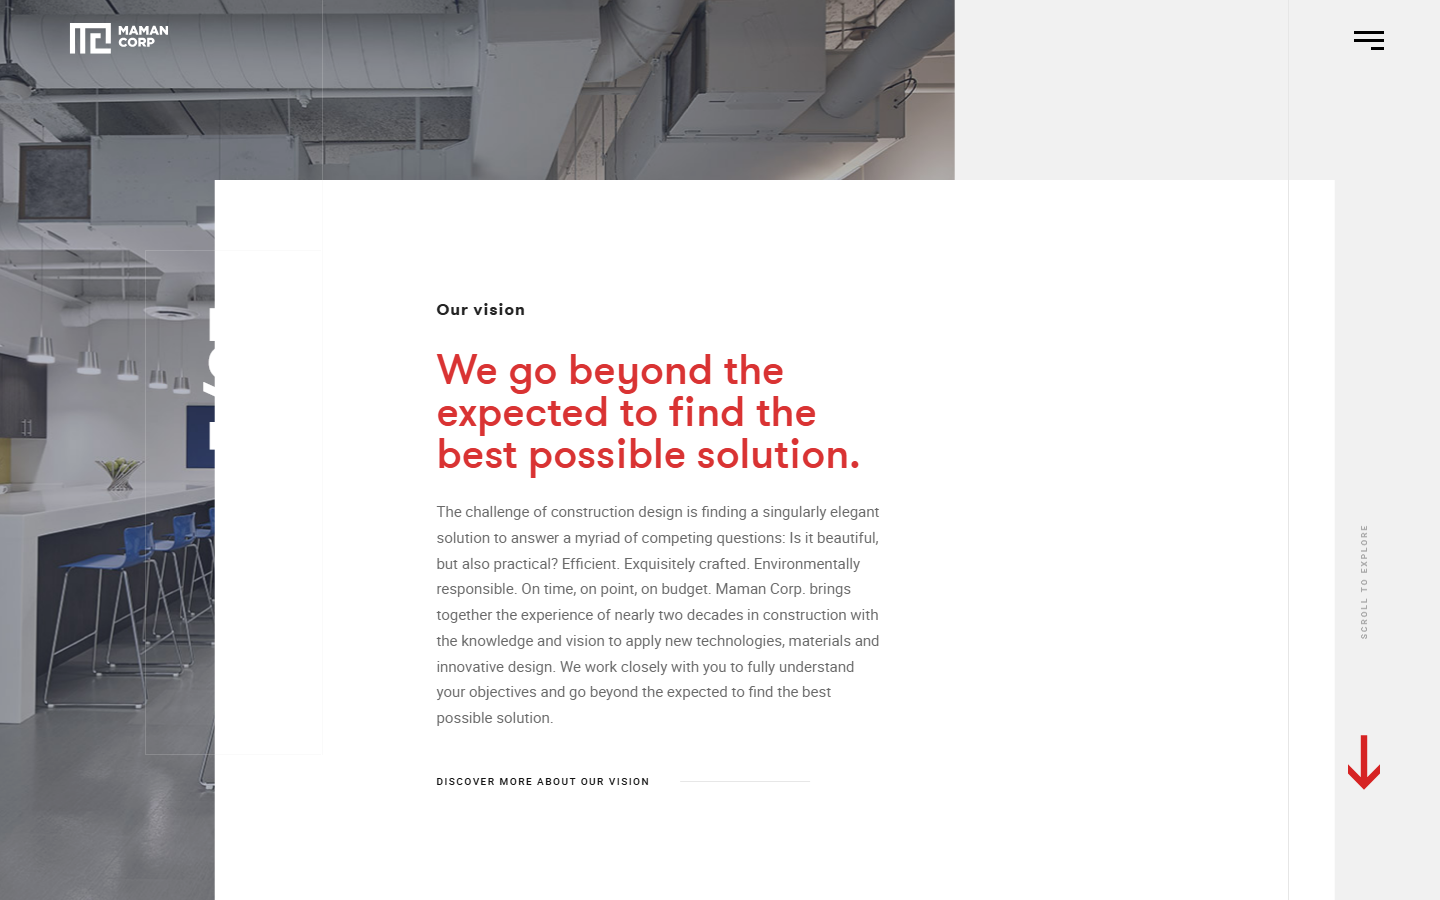 MAMAN
CORP
Our vision
We go beyond the
expected to find the
best possible solution.
The challenge of construction design is finding a singularly elegant
solution to answer a myriad of competing questions: Is it beautiful,
but also practical? Efficient. Exquisitely crafted. Environmentally
responsible. On time, on point, on budget. Maman Corp. brings
together the experience of nearly two decades in construction with
the knowledge and vision to apply new technologies, materials and
innovative design. We work closely with you to fully understand
your objectives and go beyond the expected to find the best
possible solution.
DISCOVER MORE ABOUT OUR VISION
SCROLL TO EXPLORE